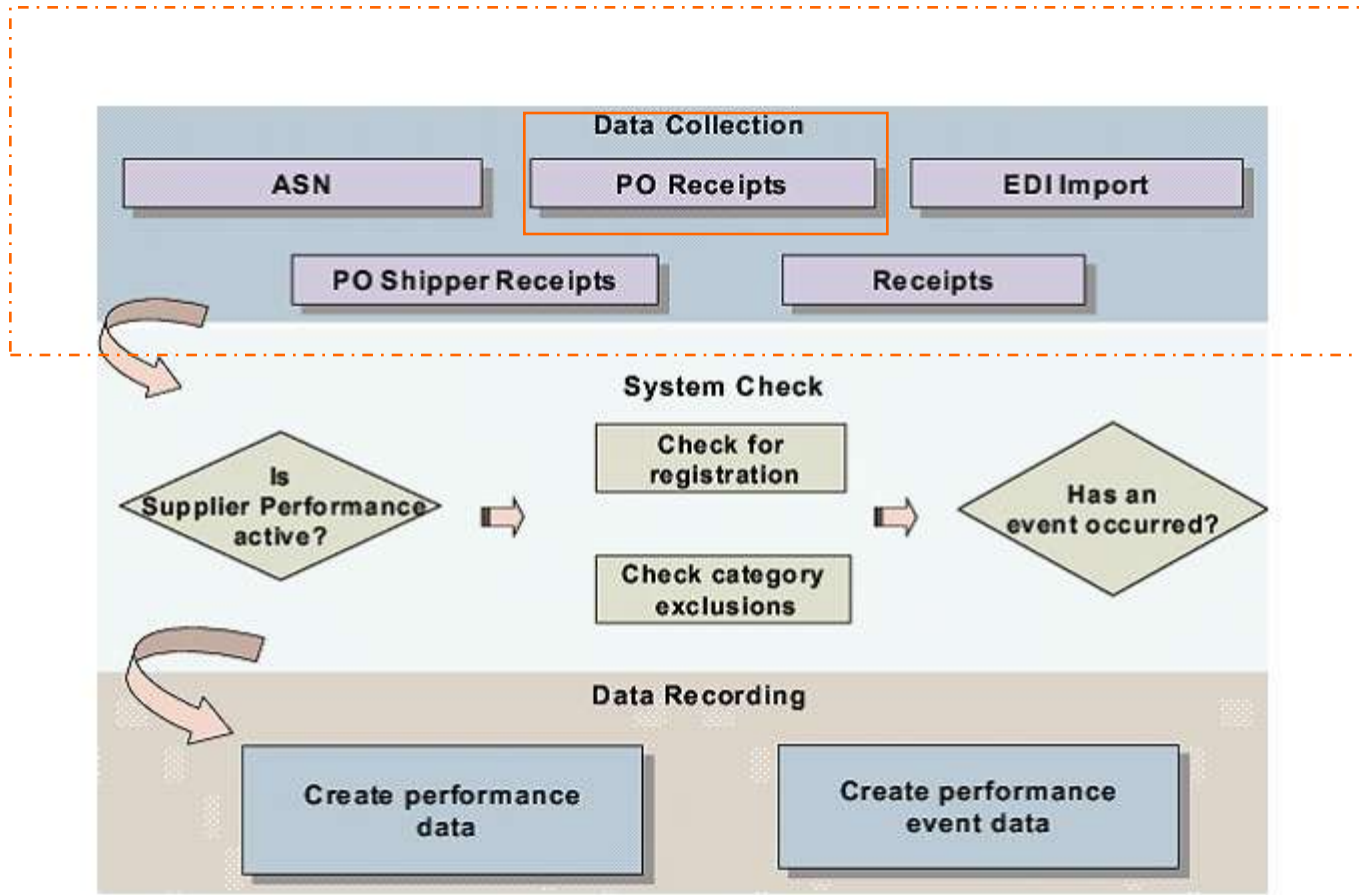 Data Collection
ASN
PO Receipts
EDI Import
PO Shipper Receipts
Receipts
System Check
Is
Supplier Performance
active?
Check for
registration
Check category
exclusions
Has an
event occurred?
Data Recording
Create performance
data
Create performance
event data